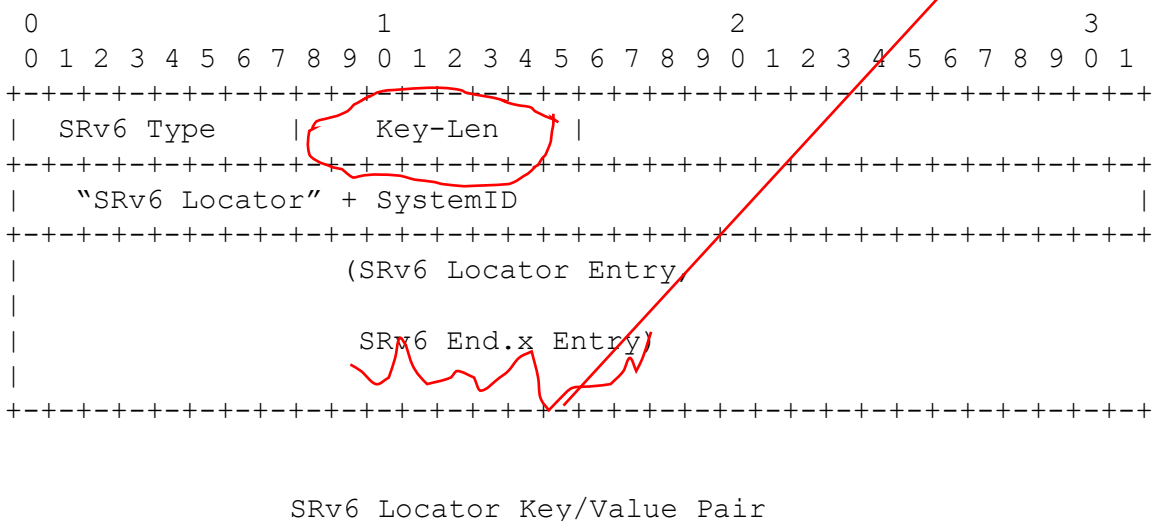 0                   1                   2                   3
 0 1 2 3 4 5 6 7 8 9 0 1 2 3 4 5 6 7 8 9 0 1 2 3 4 5 6 7 8 9 0 1
+-+-+-+-+-+-+-+-+-+-+-+-+-+-+-+-+-+-+-+-+-+-+-+-+-+-+-+-+-+-+-+-+
|  SRv6 Type    |    Key-Len    |
+-+-+-+-+-+-+-+-+-+-+-+-+-+-+-+-+-+-+-+-+-+-+-+-+-+-+-+-+-+-+-+-+
|   “SRv6 Locator” + SystemID                                   |
+-+-+-+-+-+-+-+-+-+-+-+-+-+-+-+-+-+-+-+-+-+-+-+-+-+-+-+-+-+-+-+-+
|                  (SRv6 Locator Entry,
|
|                   SRv6 End.x Entry)
|
+-+-+-+-+-+-+-+-+-+-+-+-+-+-+-+-+-+-+-+-+-+-+-+-+-+-+-+-+-+-+-+-+
SRv6 Locator Key/Value Pair